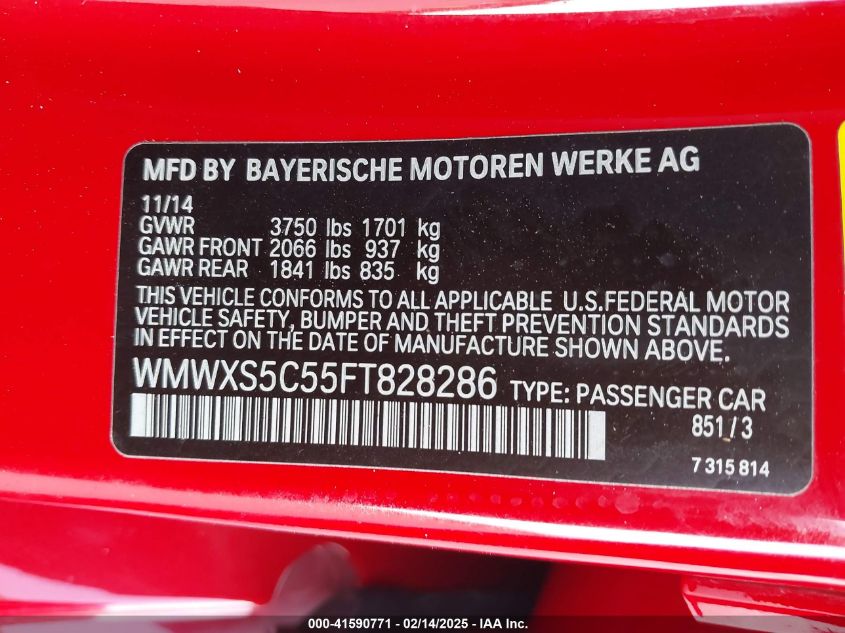 MFD BY BAYERISCHE MOTOREN WERKE AG
11/14
GVWR 3750 lbs 1701 kg
GAWR FRONT 2066 lbs 937 kg
GAWR REAR 1841 lbs 835 kg
THIS VEHICLE CONFORMS TO ALL APPLICABLE U.S.FEDERAL MOTOR
VEHICLE SAFETY, BUMPER AND THEFT PREVENTION STANDARDS
IN EFFECT ON THE DATE OF MANUFACTURE SHOWN ABOVE.
WMWXS5C55FT828286 TYPE: PASSENGER CAR
851/3
7 315 814
000-41590771 - 02/14/2025 - IAA Inc.